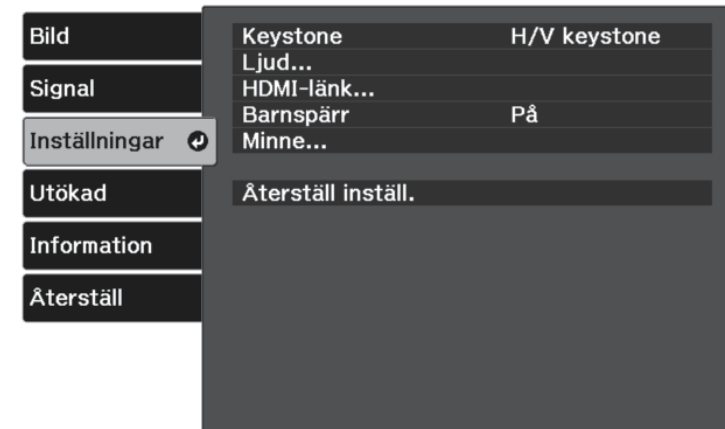 Bild
Signal
Inställningar
Utökad
Information
Återställ
Keystone H/V keystone
Ljud...
HDMI-länk...
Barnspärr På
Minne...
Återställ inställ.